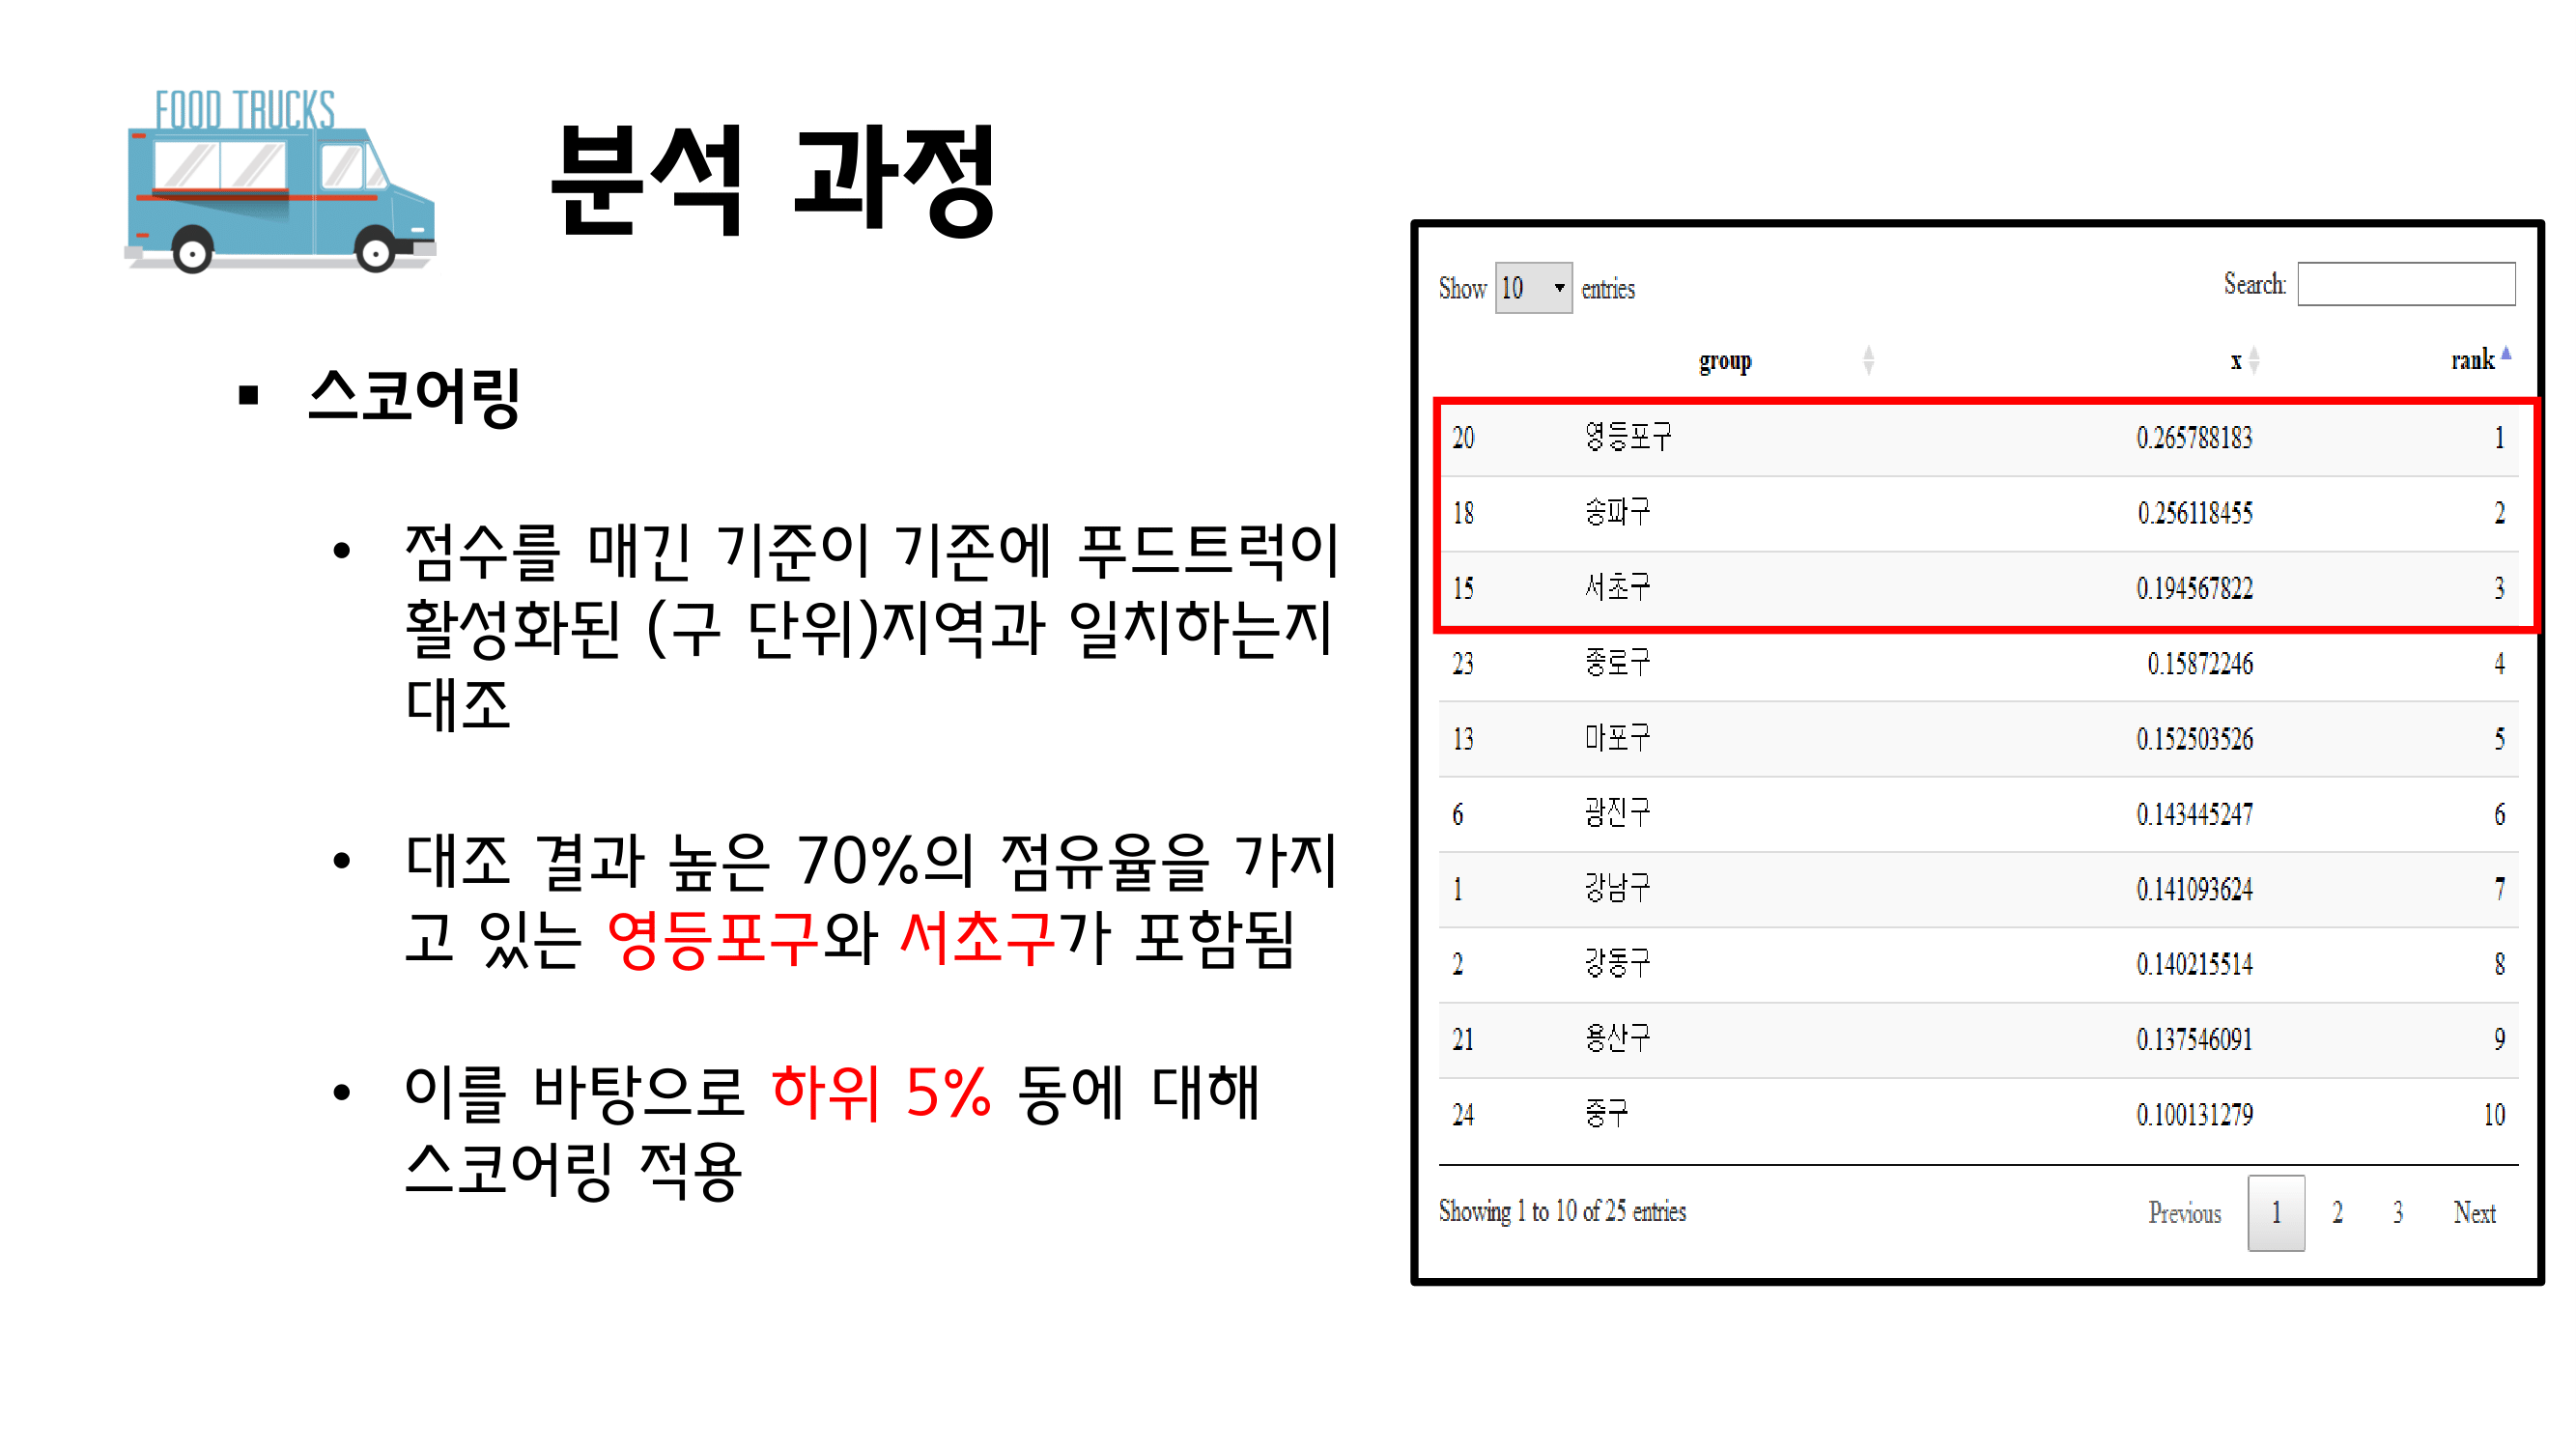 FOOD TRUCKS
분석 과정
▪ 스코어링
• 점수를 매긴 기준이 기존에 푸드트럭이
활성화된 (구 단위)지역과 일치하는지
대조
• 대조 결과 높은 70%의 점유율을 가지
고 있는 영등포구와 서초구가 포함됨
• 이를 바탕으로 하위 5% 동에 대해
스코어링 적용
Show 10 entries Search:
group x rank
20 영등포구 0.265788183 1
18 송파구 0.256118455 2
15 서초구 0.194567822 3
23 종로구 0.15872246 4
13 마포구 0.152503526 5
6 광진구 0.143445247 6
1 강남구 0.141093624 7
2 강동구 0.140215514 8
21 용산구 0.137546091 9
24 중구 0.100131279 10
Showing 1 to 10 of 25 entries Previous 1 2 3 Next